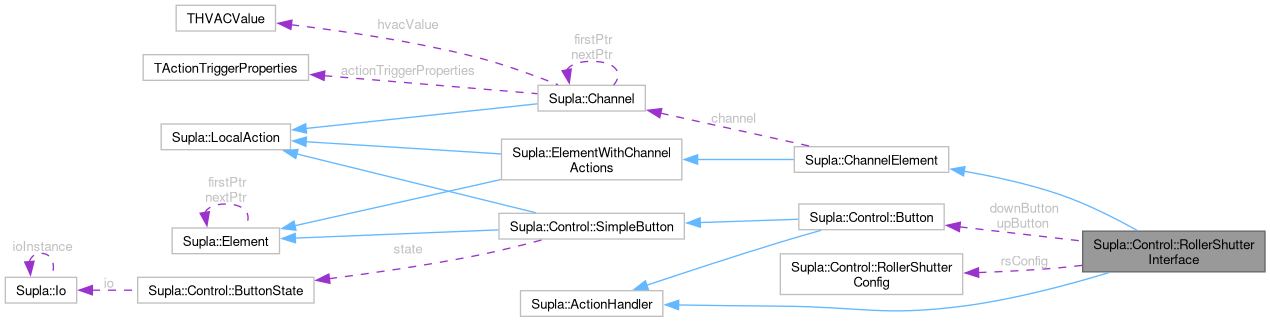 THVACValue
hvacValue
firstPtr
nextPtr
TActionTriggerProperties
actionTriggerProperties
Supla::Channel
channel
Supla::LocalAction
Supla::ElementWithChannel
Actions
Supla::ChannelElement
firstPtr
nextPtr
Supla::Element
Supla::Control::SimpleButton
Supla::Control::Button
downButton
upButton
Supla::Control::RollerShutter
Interface
ioInstance
state
Supla::Io
io
Supla::Control::ButtonState
Supla::Control::RollerShutter
Config
rsConfig
Supla::ActionHandler